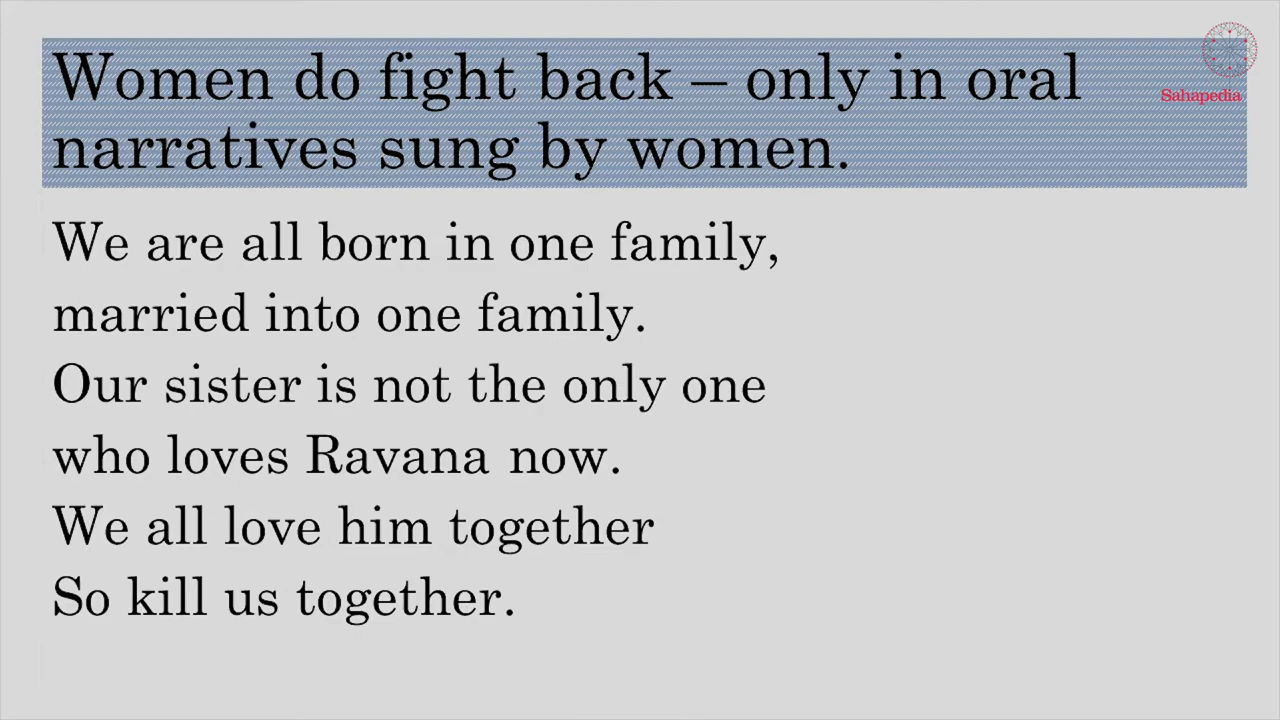 Women do fight back – only in oral
narratives sung by women.
Sahapedia
We are all born in one family,
married into one family.
Our sister is not the only one
who loves Ravana now.
We all love him together
So kill us together.